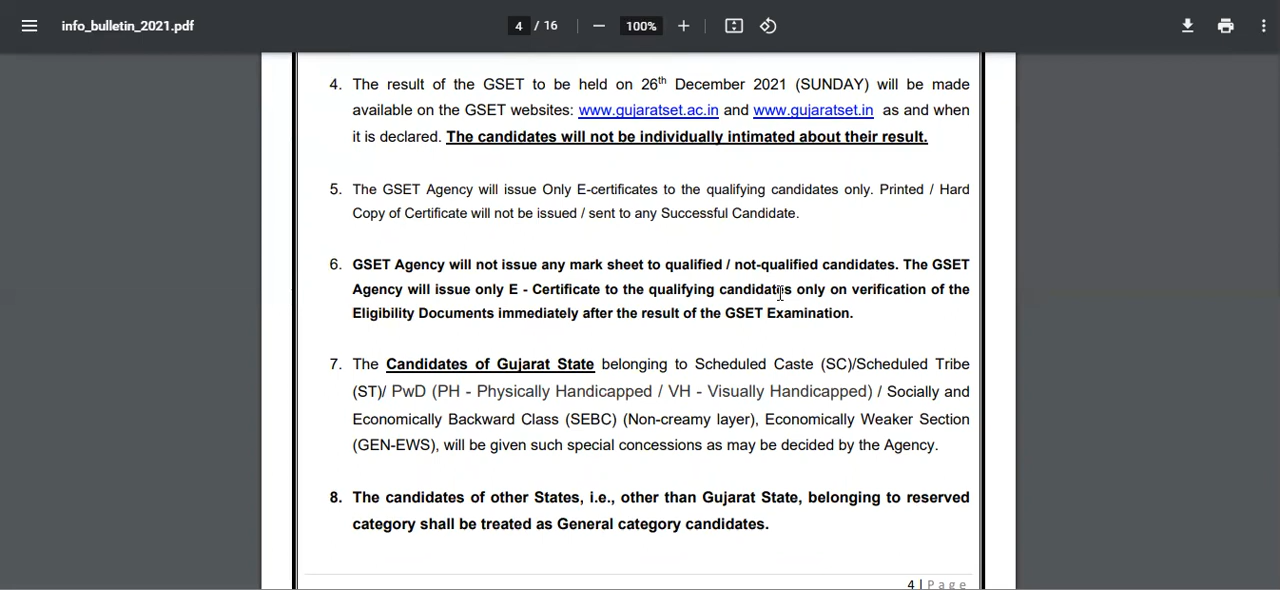 info_bulletin_2021.pdf
4 / 16
100%
4. The result of the GSET to be held on 26th December 2021 (SUNDAY) will be made
available on the GSET websites: www.gujaratset.ac.in and www.gujaratset.in as and when
it is declared. The candidates will not be individually intimated about their result.
5. The GSET Agency will issue Only E-certificates to the qualifying candidates only. Printed / Hard
Copy of Certificate will not be issued / sent to any Successful Candidate.
6. GSET Agency will not issue any mark sheet to qualified / not-qualified candidates. The GSET
Agency will issue only E - Certificate to the qualifying candidates only on verification of the
Eligibility Documents immediately after the result of the GSET Examination.
7. The Candidates of Gujarat State belonging to Scheduled Caste (SC)/Scheduled Tribe
(ST)/ PwD (PH - Physically Handicapped / VH - Visually Handicapped) / Socially and
Economically Backward Class (SEBC) (Non-creamy layer), Economically Weaker Section
(GEN-EWS), will be given such special concessions as may be decided by the Agency.
8. The candidates of other States, i.e., other than Gujarat State, belonging to reserved
category shall be treated as General category candidates.
4 | Page